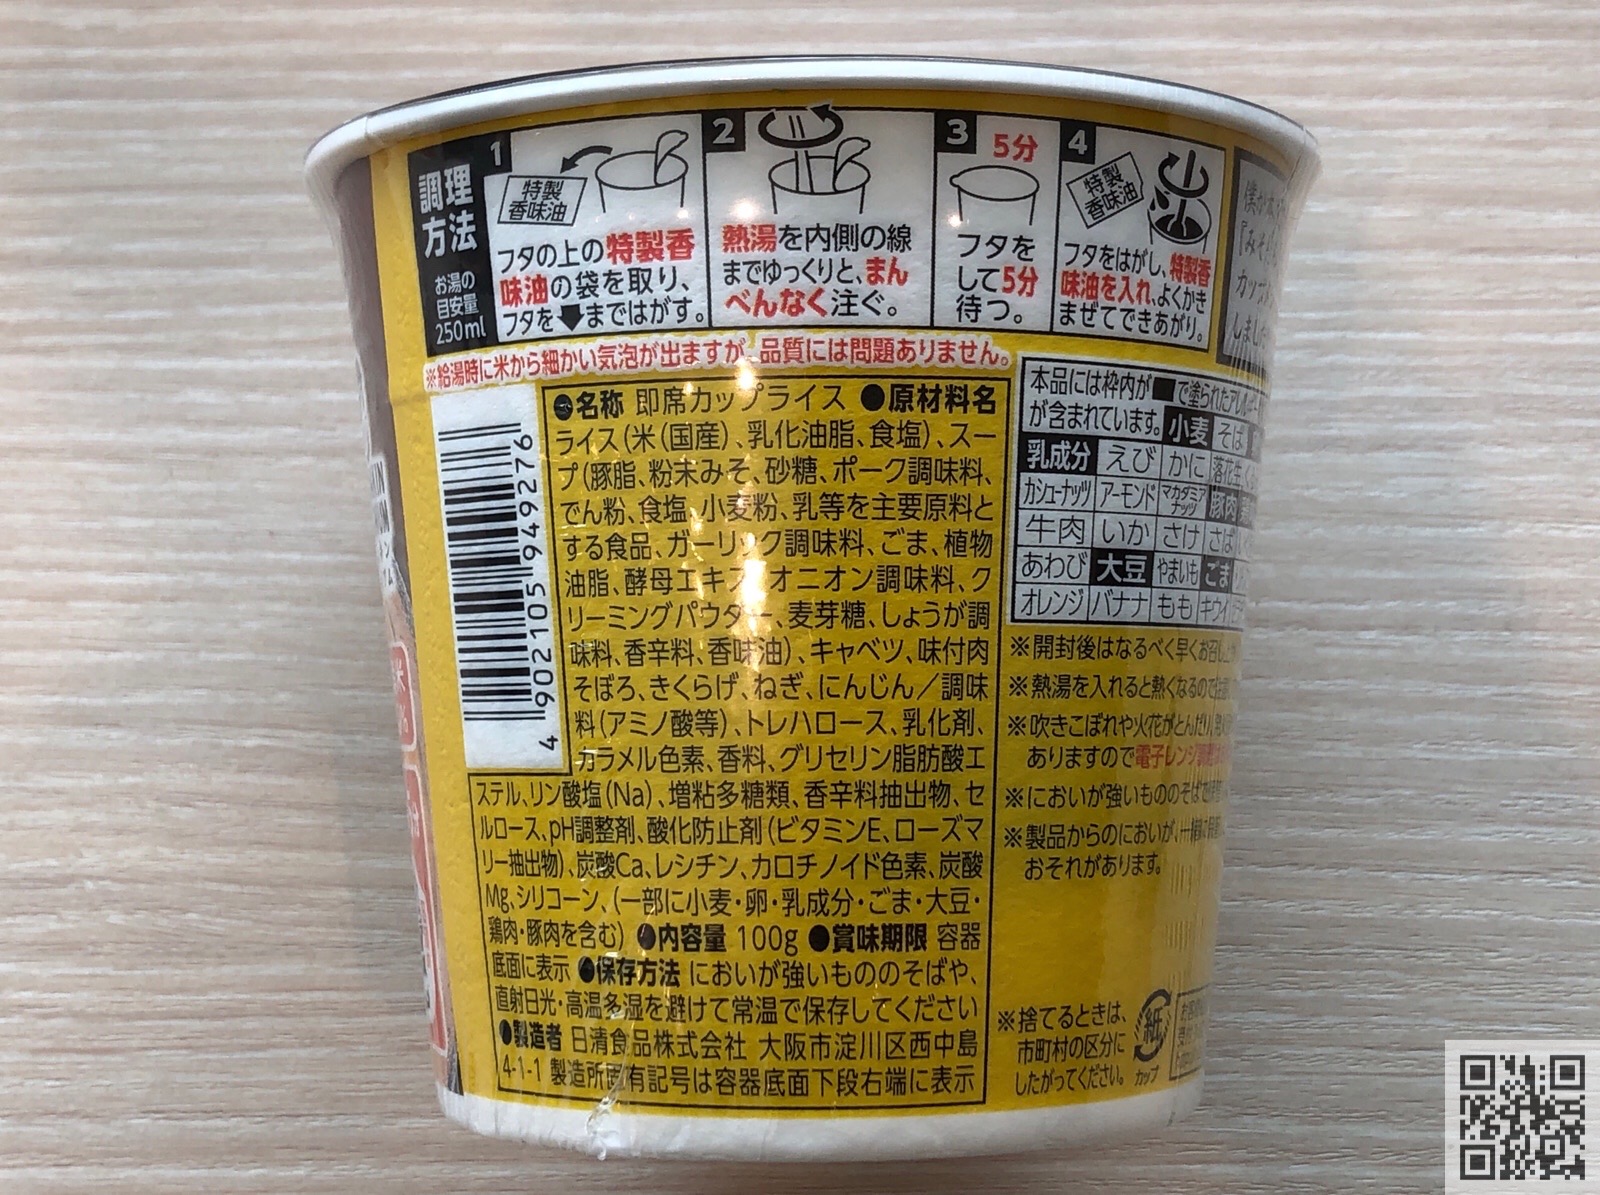 調理
方法
お湯の
目安量
250ml
1
特製
香味油
フタの上の特製香
味油の袋を取り、
フタを⬇まではがす。
2
熱湯を内側の線
までゆっくりと、まん
べんなく注ぐ。
3
5分
フタを
して5分
待つ。
4
特製
香味油
フタをはがし、特製香
味油を入れ、よくかき
まぜてできあがり。
※給湯時に米から細かい気泡が出ますが、品質には問題ありません。
●名称 即席カップライス ●原材料名
ライス(米(国産)、乳化油脂、食塩)、スー
プ(豚脂、粉末みそ、砂糖、ポーク調味料、
でん粉、食塩、小麦粉、乳等を主要原料と
する食品、ガーリック調味料、ごま、植物
油脂、酵母エキス、オニオン調味料、ク
リーミングパウダー、麦芽糖、しょうが調
味料、香辛料、香味油)、キャベツ、味付肉
そぼろ、きくらげ、ねぎ、にんじん／調味
料(アミノ酸等)、トレハロース、乳化剤、
カラメル色素、香料、グリセリン脂肪酸エ
ステル、リン酸塩(Na)、増粘多糖類、香辛料抽出物、セ
ルロース、pH調整剤、酸化防止剤(ビタミンE、ローズマ
リー抽出物)、炭酸Ca、レシチン、カロチノイド色素、炭酸
Mg、シリコーン、(一部に小麦・卵・乳成分・ごま・大豆・
鶏肉・豚肉を含む) ●内容量 100g ●賞味期限 容器
底面に表示 ●保存方法 においが強いもののそばや、
直射日光・高温多湿を避けて常温で保存してください
●製造者 日清食品株式会社 大阪市淀川区西中島
4-1-1 製造所固有記号は容器底面下段右端に表示
4 902105 949276
本品には枠内が■で塗られたアレルギー
が含まれています。 小麦 そば
乳成分 えび かに 落花生
カシューナッツ アーモンド マカダミアナッツ 豚肉
牛肉 いか さけ さば
あわび 大豆 やまいも ごま
オレンジ バナナ もも キウイ
※開封後はなるべく早くお召し
※熱湯を入れると熱くなるので
※吹きこぼれや火花がとんだり、
ありますので電子レンジ調理は
※においが強いもののそばで
※製品からのにおいが、
おそれがあります。
※捨てるときは、
市町村の区分に
したがってください。
紙
カップ